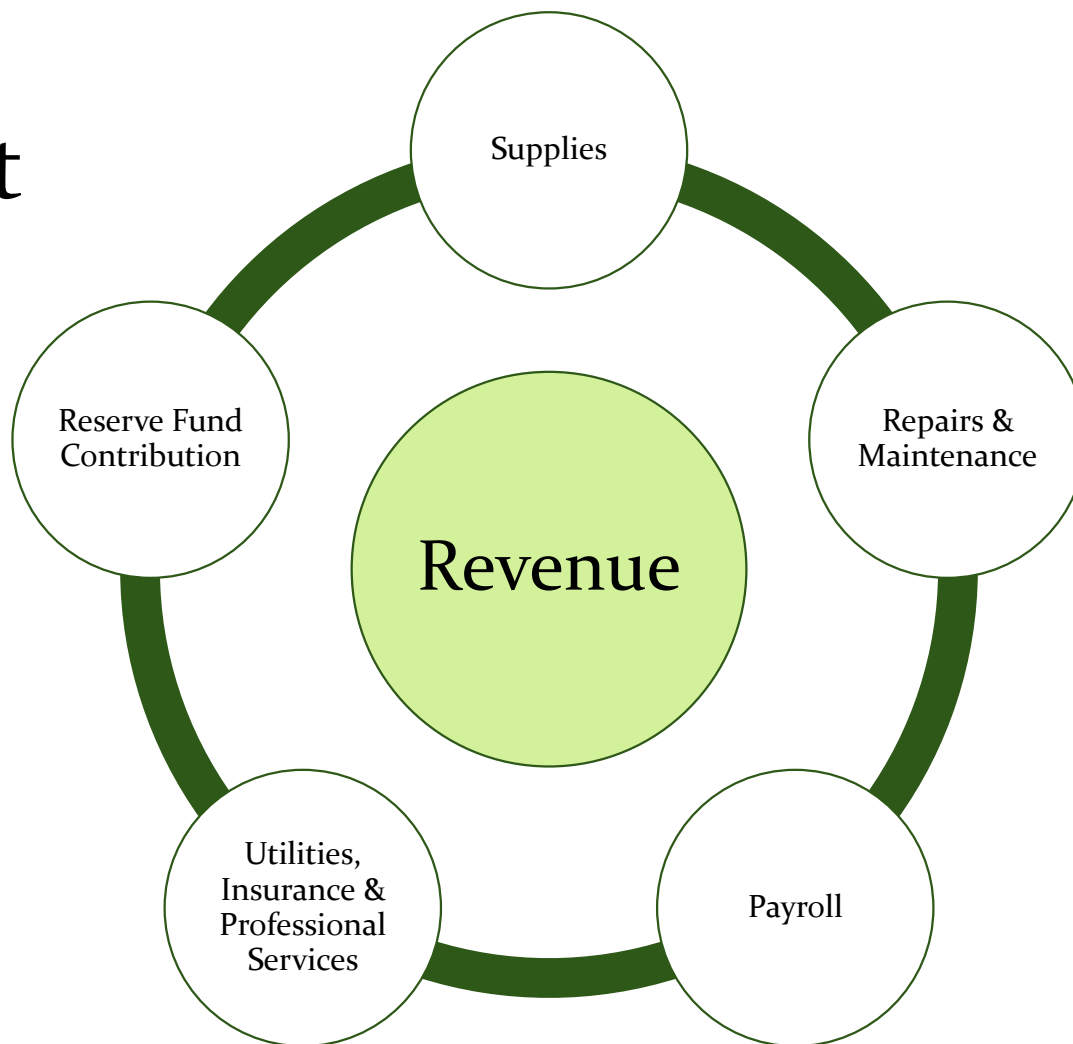 t
Supplies
Reserve Fund
Contribution
Repairs &
Maintenance
Revenue
Utilities,
Insurance &
Professional
Services
Payroll